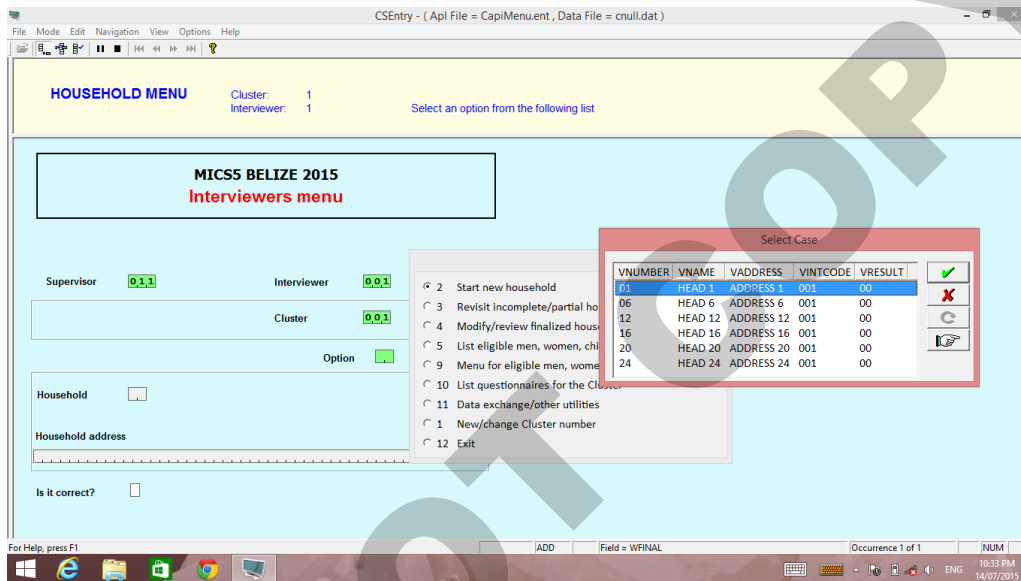 CSEntry - ( Apl File = CapiMenu.ent , Data File = cnull.dat )
File Mode Edit Navigation View Options Help
HOUSEHOLD MENU
Cluster: 1
Interviewer: 1
Select an option from the following list
MICS5 BELIZE 2015
Interviewers menu
Supervisor 0,1,1
Interviewer 0,0,1
Cluster 0,0,1
Option
Household
Household address
Is it correct?
2 Start new household
3 Revisit incomplete/partial ho
4 Modify/review finalized hous
5 List eligible men, women, chi
9 Menu for eligible men, wome
10 List questionnaires for the Cluster
11 Data exchange/other utilities
1 New/change Cluster number
12 Exit
Select Case
VNUMBER VNAME VADDRESS VINTCODE VRESULT
01 HEAD 1 ADDRESS 1 001 00
06 HEAD 6 ADDRESS 6 001 00
12 HEAD 12 ADDRESS 12 001 00
16 HEAD 16 ADDRESS 16 001 00
20 HEAD 20 ADDRESS 20 001 00
24 HEAD 24 ADDRESS 24 001 00
For Help, press F1
ADD
Field = WFINAL
Occurrence 1 of 1
NUM
ENG
10:33 PM
14/07/2015
OT COP